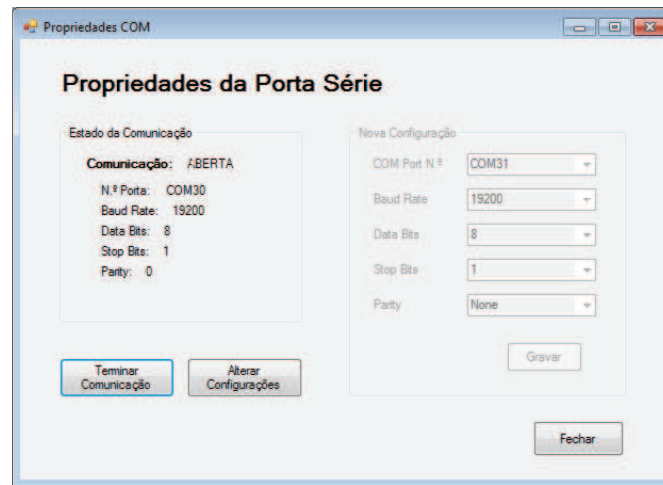 Propriedades COM
Propriedades da Porta Série
Estado da Comunicação
Comunicação: ABERTA
N.º Porta: COM30
Baud Rate: 19200
Data Bits: 8
Stop Bits: 1
Parity: 0
Terminar
Comunicação
Alterar
Configurações
Nova Configuração
COM Port N.º COM31
Baud Rate 19200
Data Bits 8
Stop Bits 1
Parity None
Gravar
Fechar